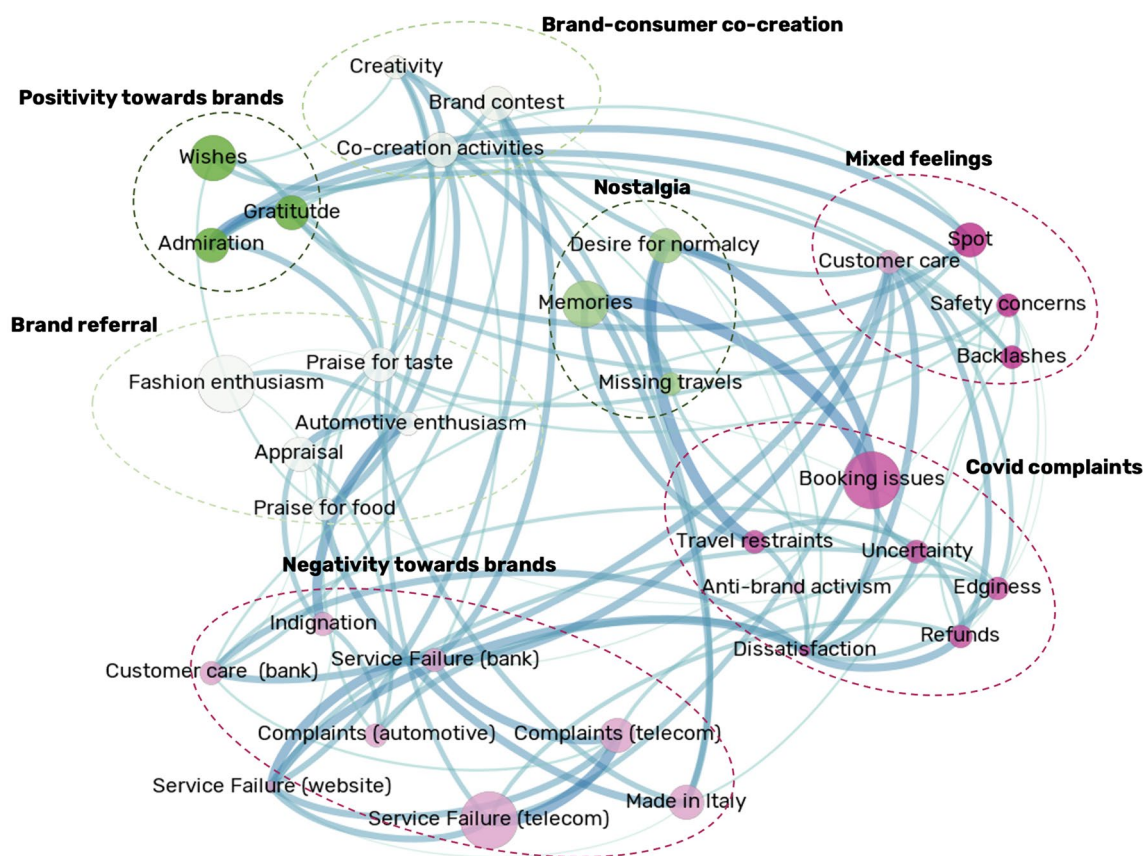 Brand-consumer co-creation
Creativity
Positivity towards brands
Brand contest
Co-creation activities
Wishes
Mixed feelings
Nostalgia
Gratitutde
Admiration
Desire for normalcy
Spot
Customer care
Memories
Safety concerns
Brand referral
Backlashes
Praise for taste
Fashion enthusiasm
Missing travels
Automotive enthusiasm
Appraisal
Covid complaints
Booking issues
Praise for food
Travel restraints
Uncertainty
Negativity towards brands
Anti-brand activism
Edginess
Indignation
Refunds
Dissatisfaction
Customer care (bank)
Service Failure (bank)
Complaints (automotive)
Complaints (telecom)
Service Failure (website)
Made in Italy
Service Failure (telecom)